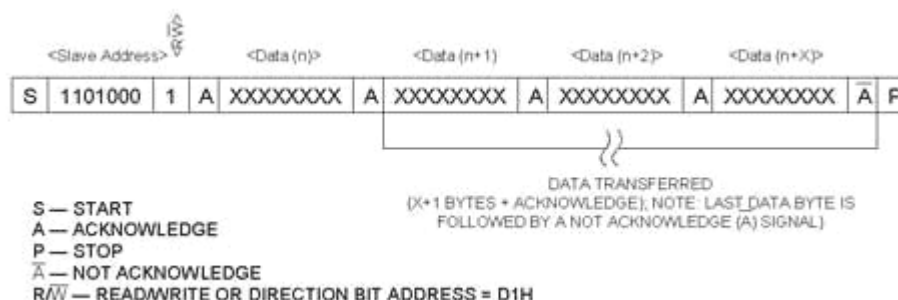 <R/W>
<Slave Address> <Data (n)> <Data (n+1) <Data (n+2)> <Data (n+X)>
S 1101000 1 A XXXXXXXX A XXXXXXXX A XXXXXXXX A XXXXXXXX A̅ P
DATA TRANSFERRED
(X+1 BYTES + ACKNOWLEDGE); NOTE: LAST DATA BYTE IS
FOLLOWED BY A NOT ACKNOWLEDGE (A) SIGNAL)
S — START
A — ACKNOWLEDGE
P — STOP
A̅ — NOT ACKNOWLEDGE
R/W̅ — READ/WRITE OR DIRECTION BIT ADDRESS = D1H